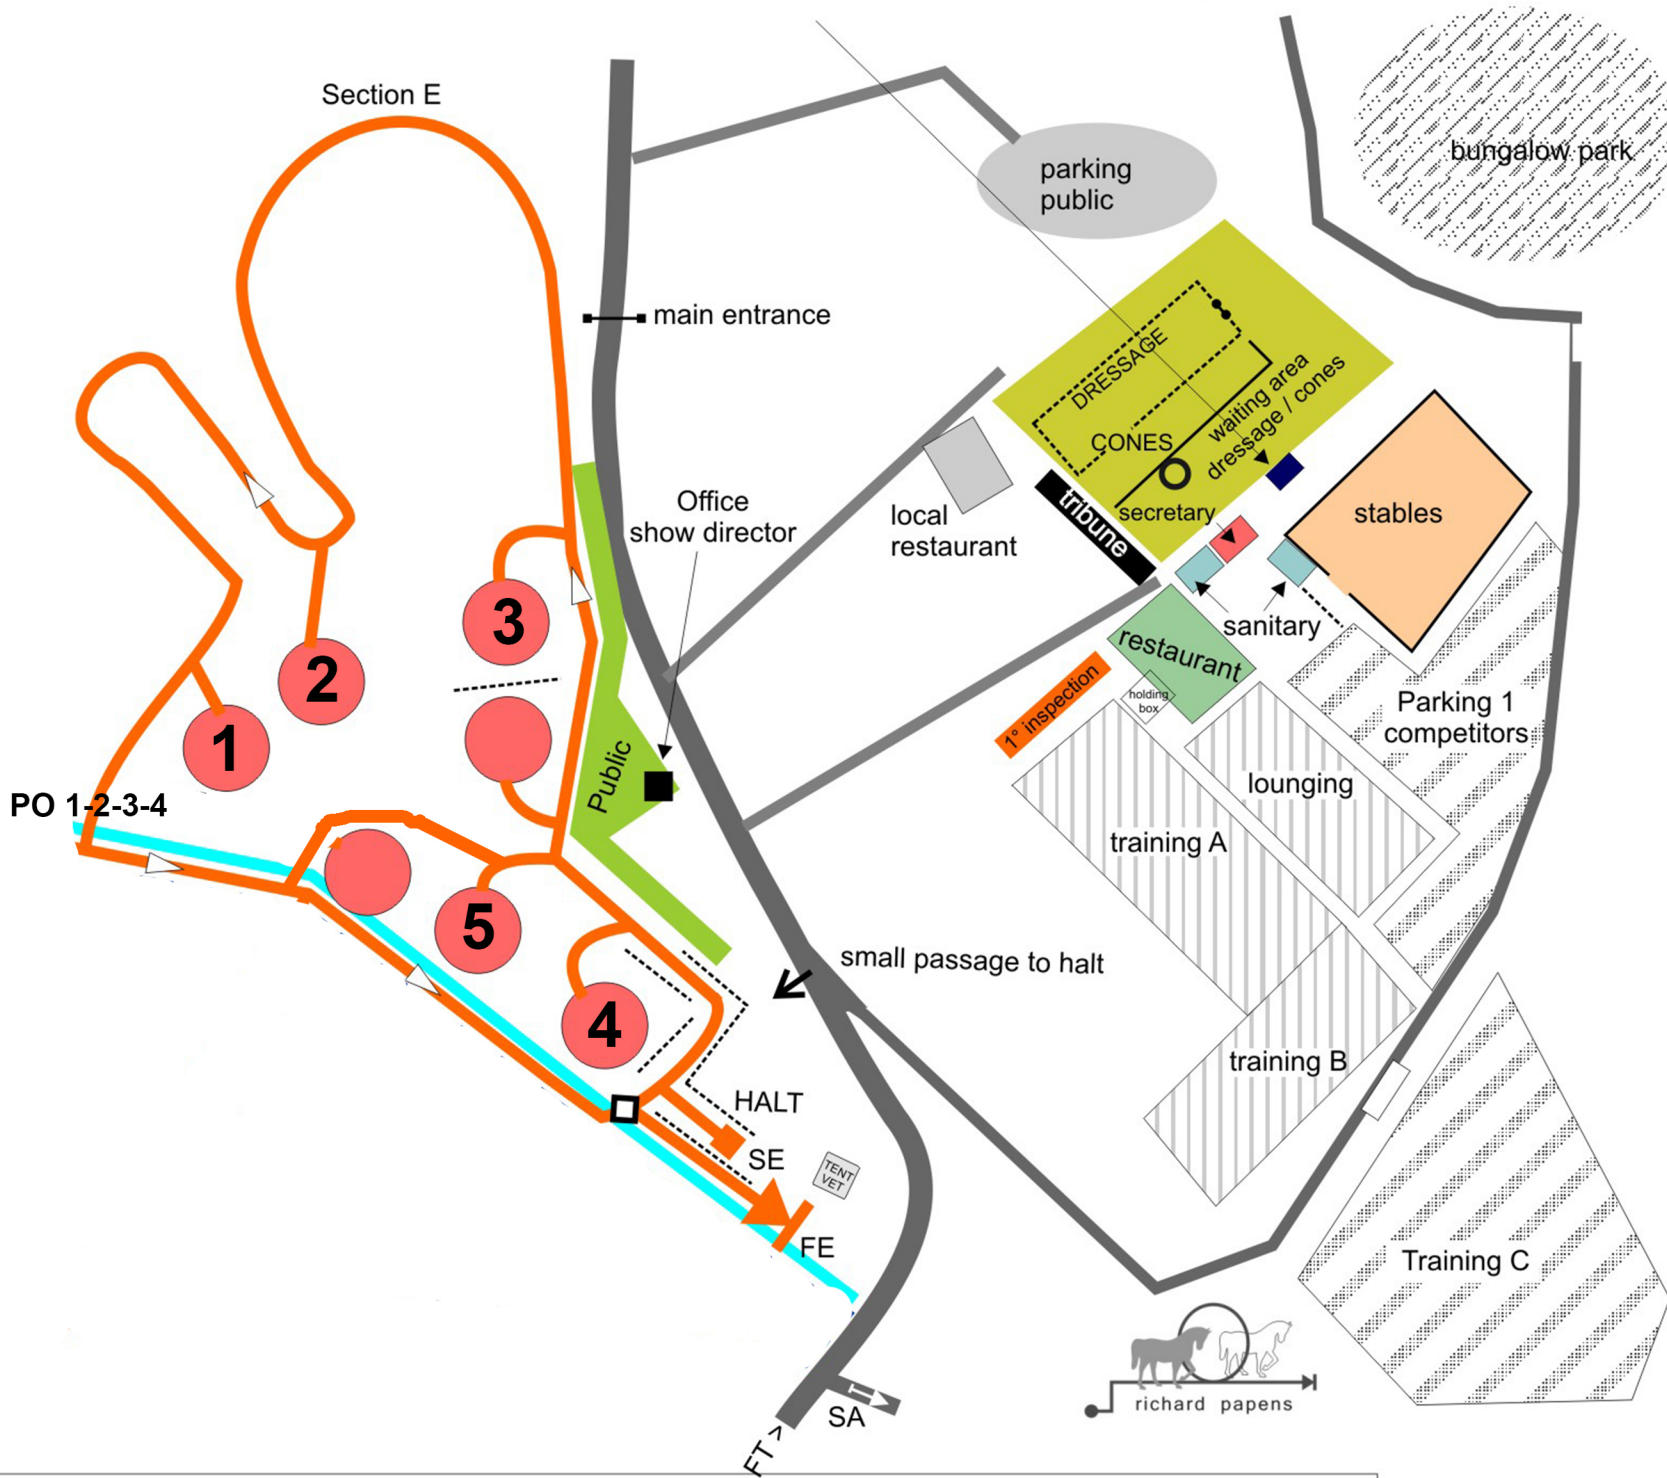 Section E
bungalow park
parking
public
main entrance
DRESSAGE
CONES
waiting area
dressage / cones
Office
show director
local
restaurant
tribune
secretary
stables
sanitary
restaurant
holding
box
1° inspection
Parking 1
competitors
lounging
training A
training B
Training C
3
2
1
PO 1-2-3-4
Public
5
4
small passage to halt
HALT
SE
TENT
VET
FE
SA
FT >
richard papens